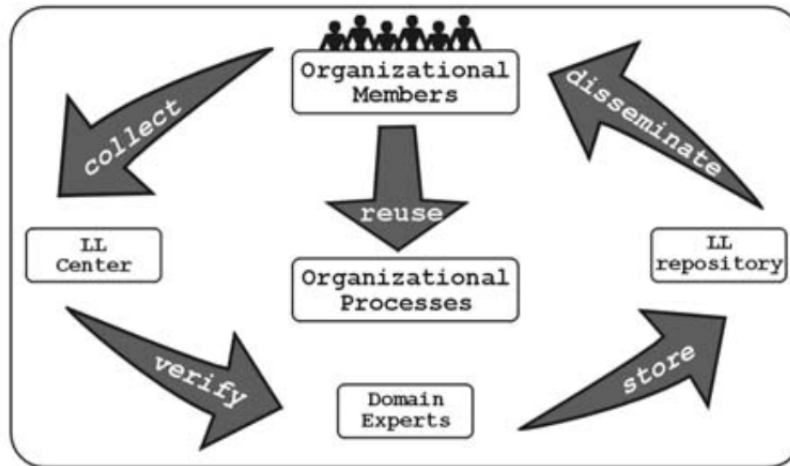 Organizational
Members
collect
disseminate
reuse
LL
Center
Organizational
Processes
LL
repository
verify
Domain
Experts
store